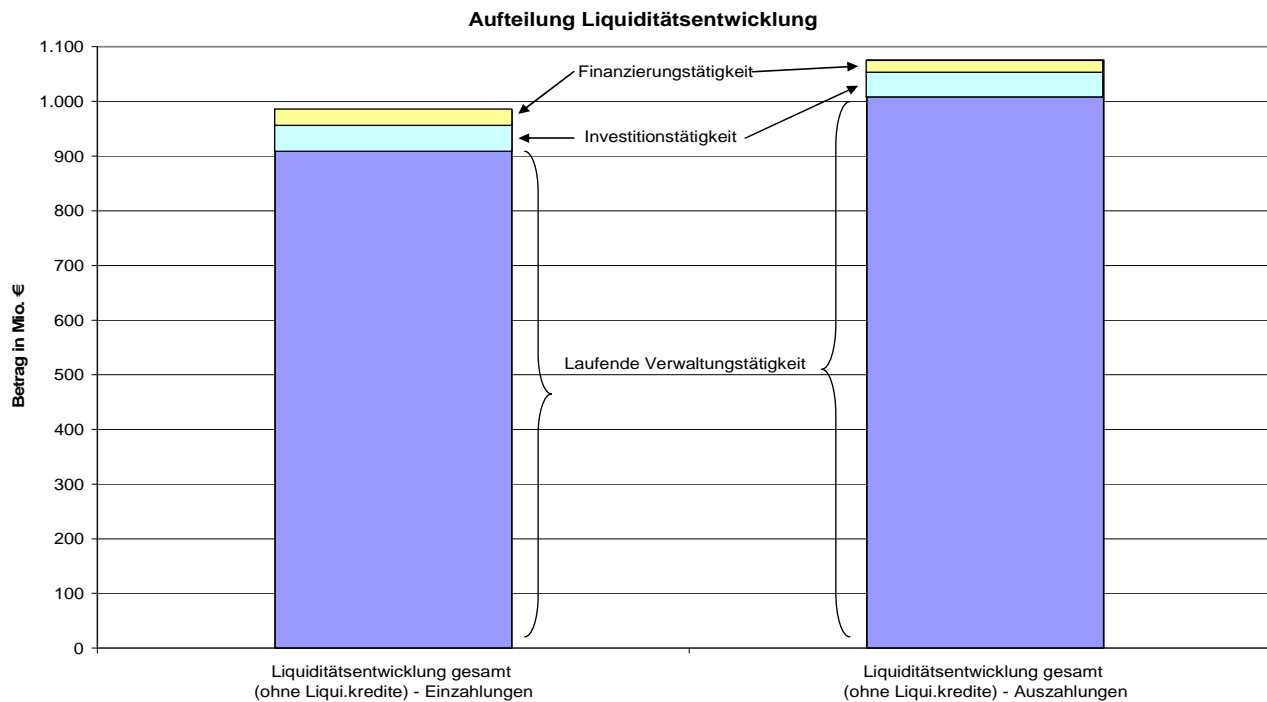 Aufteilung Liquiditätsentwicklung
Betrag in Mio. €
1.100
1.000
900
800
700
600
500
400
300
200
100
0
Finanzierungstätigkeit
Investitionstätigkeit
Laufende Verwaltungstätigkeit
Liquiditätsentwicklung gesamt
(ohne Liqui.kredite) - Einzahlungen
Liquiditätsentwicklung gesamt
(ohne Liqui.kredite) - Auszahlungen